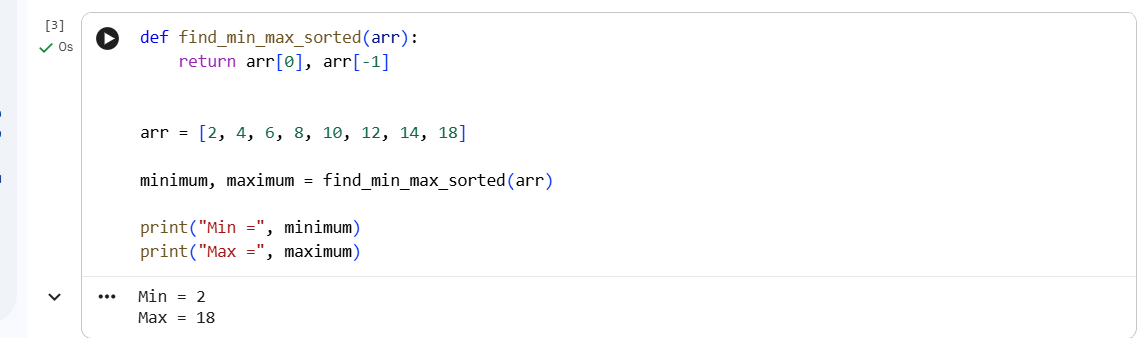 [3]
0s
def find_min_max_sorted(arr):
    return arr[0], arr[-1]
arr = [2, 4, 6, 8, 10, 12, 14, 18]
minimum, maximum = find_min_max_sorted(arr)
print("Min =", minimum)
print("Max =", maximum)
Min = 2
Max = 18